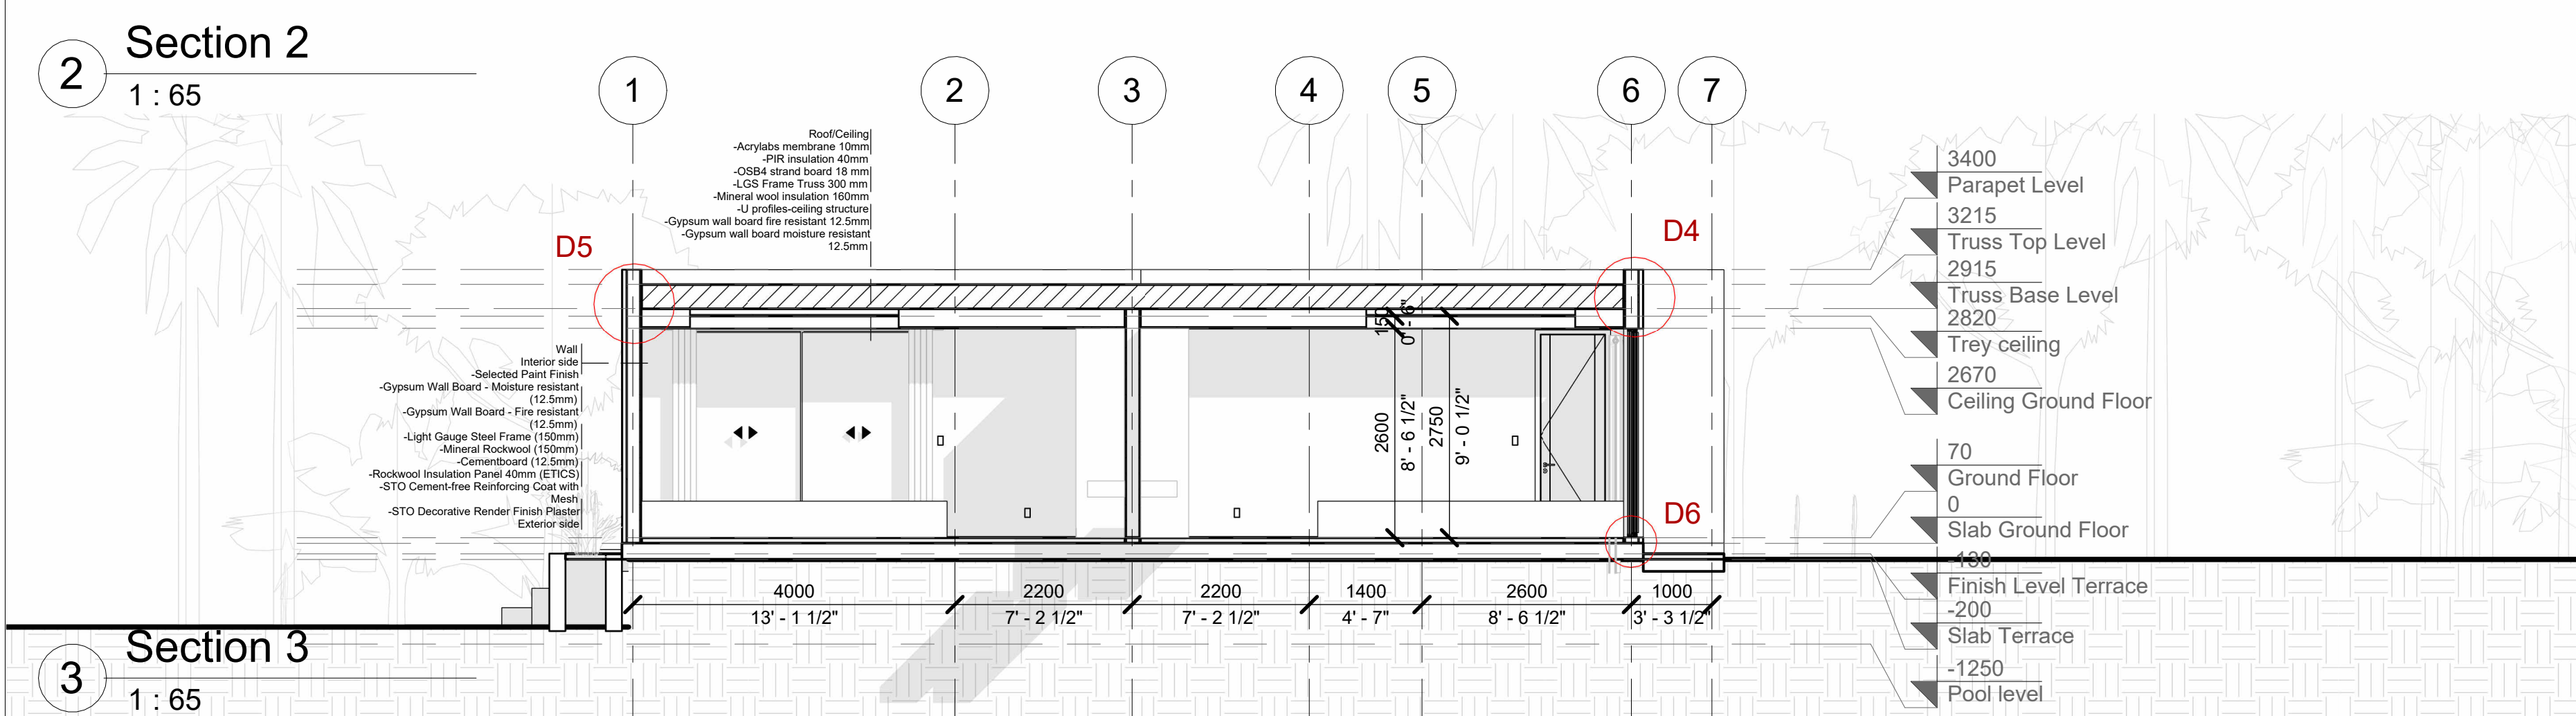 2
Section 2
1 : 65
1
2
3
4
5
6
7
Roof/Ceiling
-Acrylabs membrane 10mm
-PIR insulation 40mm
-OSB4 strand board 18 mm
-LGS Frame Truss 300 mm
-Mineral wool insulation 160mm
-U profiles-ceiling structure
-Gypsum wall board fire resistant 12.5mm
-Gypsum wall board moisture resistant
12.5mm
D5
D4
D6
Wall
Interior side
-Selected Paint Finish
-Gypsum Wall Board - Moisture resistant
(12.5mm)
-Gypsum Wall Board - Fire resistant
(12.5mm)
-Light Gauge Steel Frame (150mm)
-Mineral Rockwool (150mm)
-Cementboard (12.5mm)
-Rockwool Insulation Panel 40mm (ETICS)
-STO Cement-free Reinforcing Coat with
Mesh
-STO Decorative Render Finish Plaster
Exterior side
150
0' - 6"
2600
8' - 6 1/2"
2750
9' - 0 1/2"
4000
13' - 1 1/2"
2200
7' - 2 1/2"
2200
7' - 2 1/2"
1400
4' - 7"
2600
8' - 6 1/2"
1000
3' - 3 1/2"
3400
Parapet Level
3215
Truss Top Level
2915
Truss Base Level
2820
Trey ceiling
2670
Ceiling Ground Floor
70
Ground Floor
0
Slab Ground Floor
-130
Finish Level Terrace
-200
Slab Terrace
-1250
Pool level
3
Section 3
1 : 65